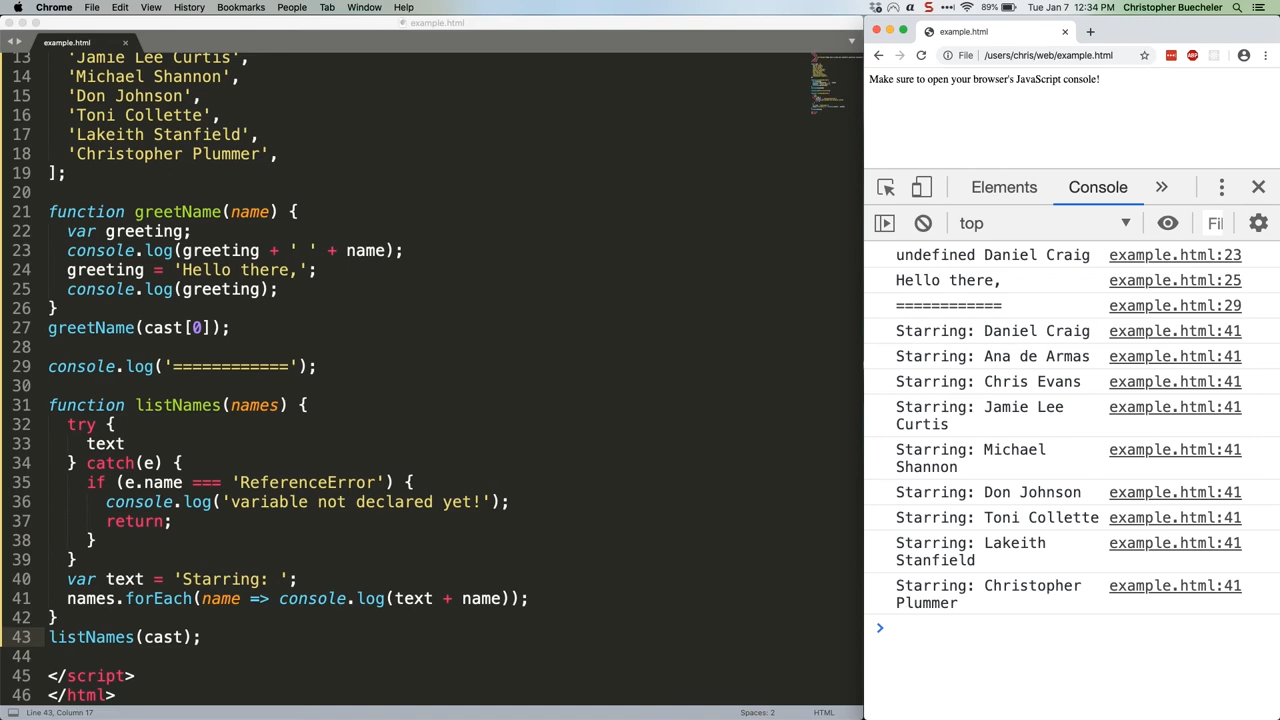 Chrome File Edit View History Bookmarks People Tab Window Help
89% Tue Jan 7 12:34 PM Christopher Buecheler
example.html
example.html
13 'Jamie Lee Curtis',
14 'Michael Shannon',
15 'Don Johnson',
16 'Toni Collette',
17 'Lakeith Stanfield',
18 'Christopher Plummer',
19 ];
20
21 function greetName(name) {
22 var greeting;
23 console.log(greeting + ' ' + name);
24 greeting = 'Hello there,';
25 console.log(greeting);
26 }
27 greetName(cast[0]);
28
29 console.log('============');
30
31 function listNames(names) {
32 try {
33 text
34 } catch(e) {
35 if (e.name === 'ReferenceError') {
36 console.log('variable not declared yet!');
37 return;
38 }
39 }
40 var text = 'Starring: ';
41 names.forEach(name => console.log(text + name));
42 }
43 listNames(cast);
44
45 </script>
46 </html>
Line 43, Column 17
Spaces: 2 HTML
example.html
File /users/chris/web/example.html
ABP
Make sure to open your browser's JavaScript console!
Elements Console
top Fil
undefined Daniel Craig example.html:23
Hello there, example.html:25
============ example.html:29
Starring: Daniel Craig example.html:41
Starring: Ana de Armas example.html:41
Starring: Chris Evans example.html:41
Starring: Jamie Lee example.html:41
Curtis
Starring: Michael example.html:41
Shannon
Starring: Don Johnson example.html:41
Starring: Toni Collette example.html:41
Starring: Lakeith example.html:41
Stanfield
Starring: Christopher example.html:41
Plummer